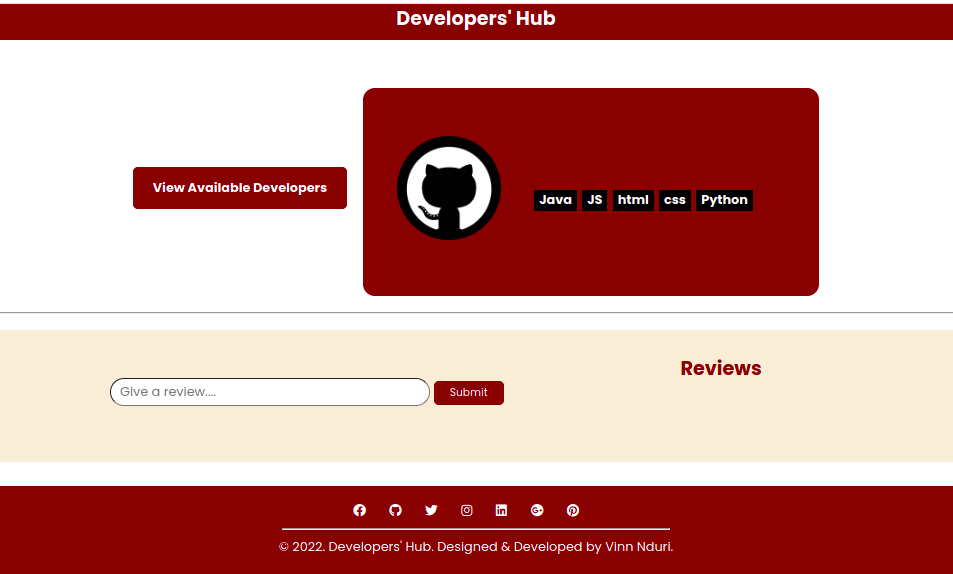 Developers' Hub
View Available Developers
Java JS html css Python
Reviews
Give a review....
Submit
© 2022. Developers' Hub. Designed & Developed by Vinn Nduri.